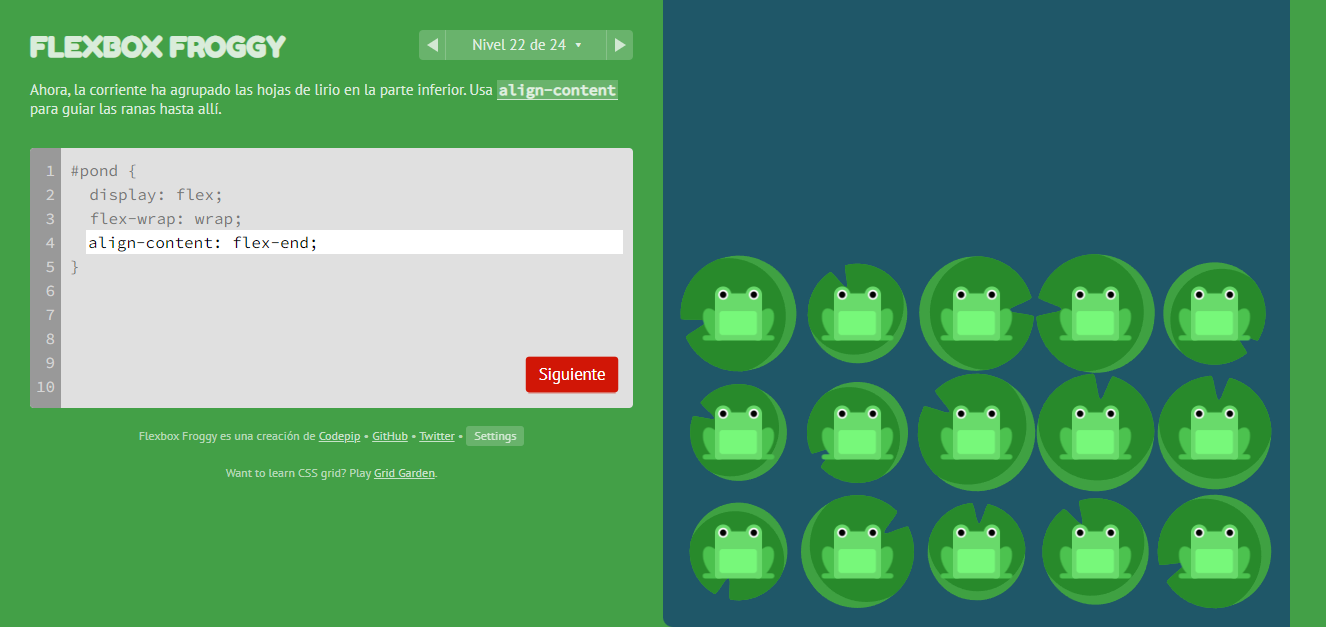 FLEXBOX FROGGY
Nivel 22 de 24
Ahora, la corriente ha agrupado las hojas de lirio en la parte inferior. Usa align-content
para guiar las ranas hasta allí.
1 #pond {
2 display: flex;
3 flex-wrap: wrap;
4 align-content: flex-end;
5 }
6
7
8
9
10
Siguiente
Flexbox Froggy es una creación de Codepip • GitHub • Twitter • Settings
Want to learn CSS grid? Play Grid Garden.